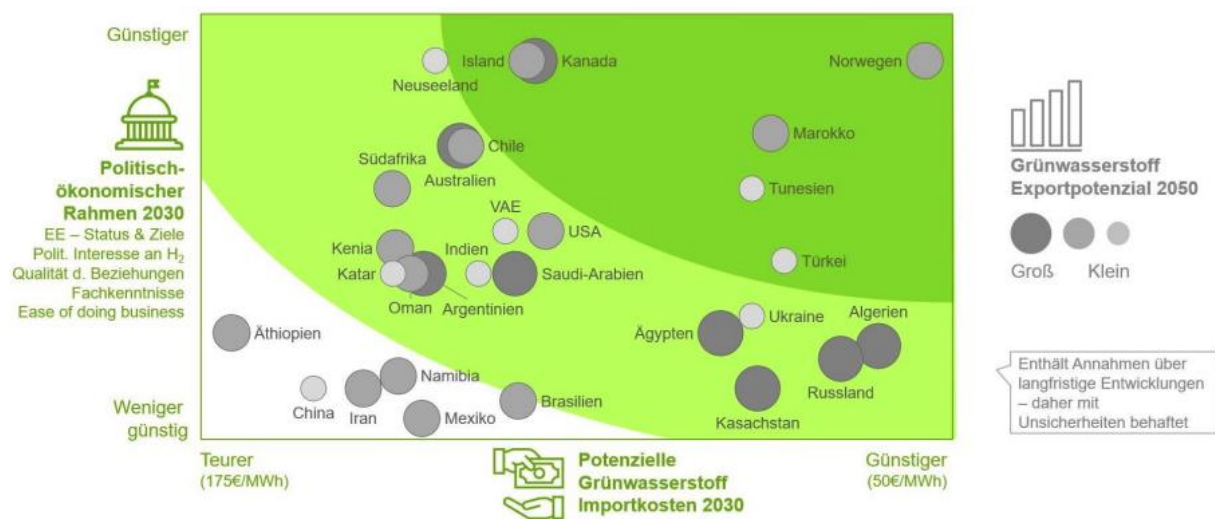 Günstiger
Politisch-
ökonomischer
Rahmen 2030
EE – Status & Ziele
Polit. Interesse an H₂
Qualität d. Beziehungen
Fachkenntnisse
Ease of doing business
Weniger
günstig
Neuseeland
Island
Kanada
Norwegen
Marokko
Chile
Südafrika
Australien
Tunesien
VAE
USA
Kenia
Indien
Katar
Saudi-Arabien
Türkei
Oman
Argentinien
Äthiopien
Ägypten
Ukraine
Algerien
Russland
Namibia
China
Iran
Mexiko
Brasilien
Kasachstan
Teurer
(175€/MWh)
Potenzielle
Grünwasserstoff
Importkosten 2030
Günstiger
(50€/MWh)
Grünwasserstoff
Exportpotenzial 2050
Groß Klein
Enthält Annahmen über
langfristige Entwicklungen
– daher mit
Unsicherheiten behaftet